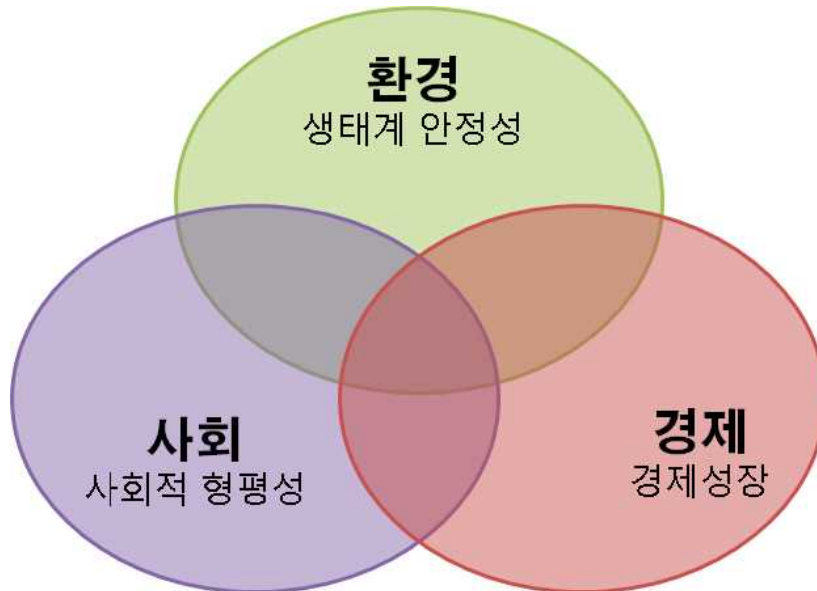 환경
생태계 안정성
사회
사회적 형평성
경제
경제성장